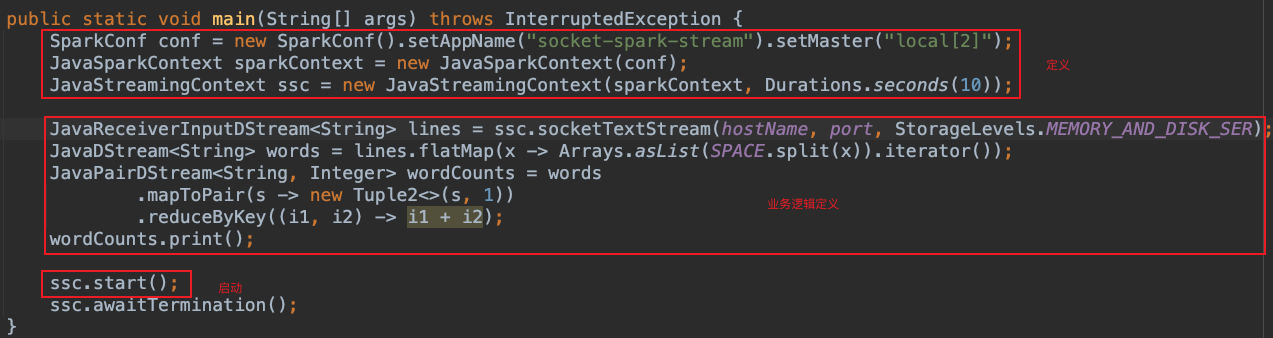 public static void main(String[] args) throws InterruptedException {
SparkConf conf = new SparkConf().setAppName("socket-spark-stream").setMaster("local[2]");
JavaSparkContext sparkContext = new JavaSparkContext(conf);
定义
JavaStreamingContext ssc = new JavaStreamingContext(sparkContext, Durations.seconds(10));
JavaReceiverInputDStream<String> lines = ssc.socketTextStream(hostName, port, StorageLevels.MEMORY_AND_DISK_SER);
JavaDStream<String> words = lines.flatMap(x -> Arrays.asList(SPACE.split(x)).iterator());
JavaPairDStream<String, Integer> wordCounts = words
.mapToPair(s -> new Tuple2<>(s, 1))
业务逻辑定义
.reduceByKey((i1, i2) -> i1 + i2);
wordCounts.print();
ssc.start();
启动
ssc.awaitTermination();
}